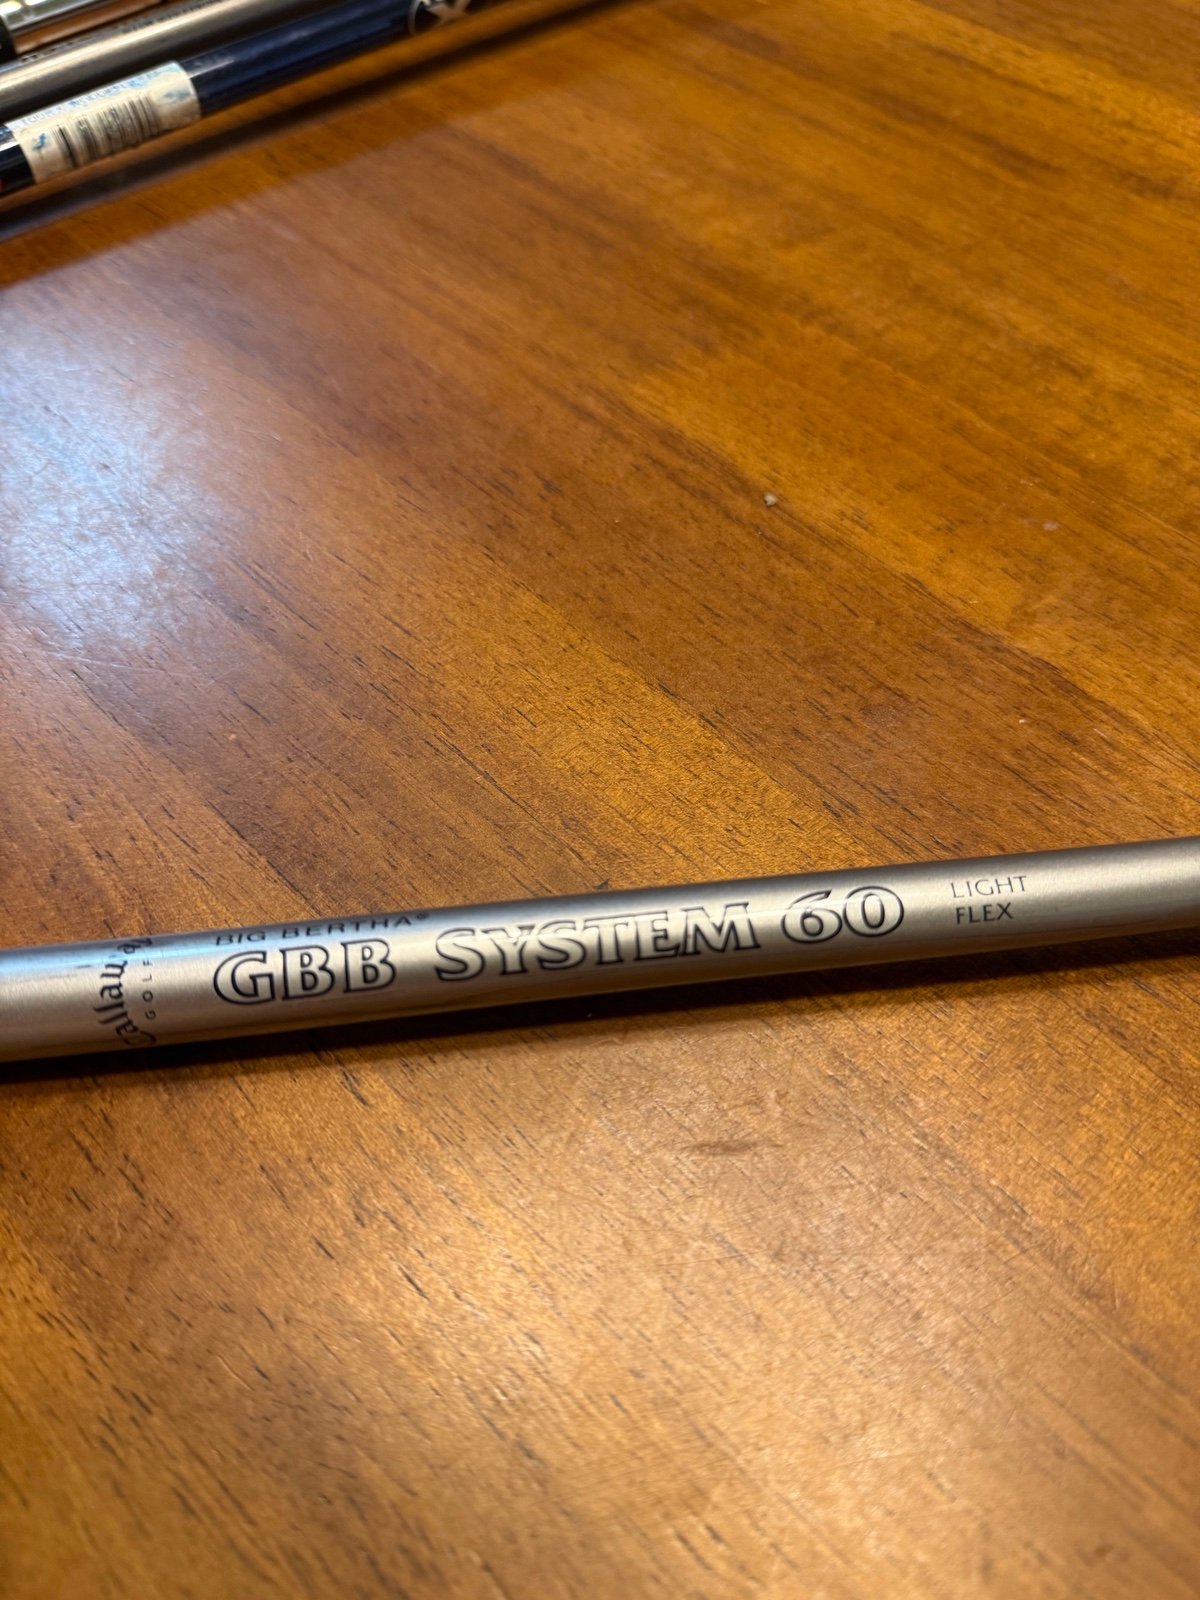 Callaway
GOLF
BIG BERTHA®
GBB SYSTEM 60
LIGHT
FLEX